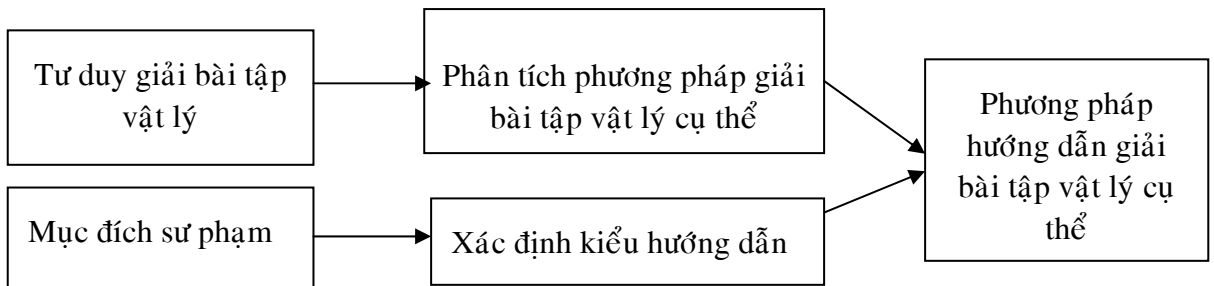 Tư duy giải bài tập
vật lý
Phân tích phương pháp giải
bài tập vật lý cụ thể
Phương pháp
hướng dẫn giải
bài tập vật lý cụ
thể
Mục đích sư phạm
Xác định kiểu hướng dẫn